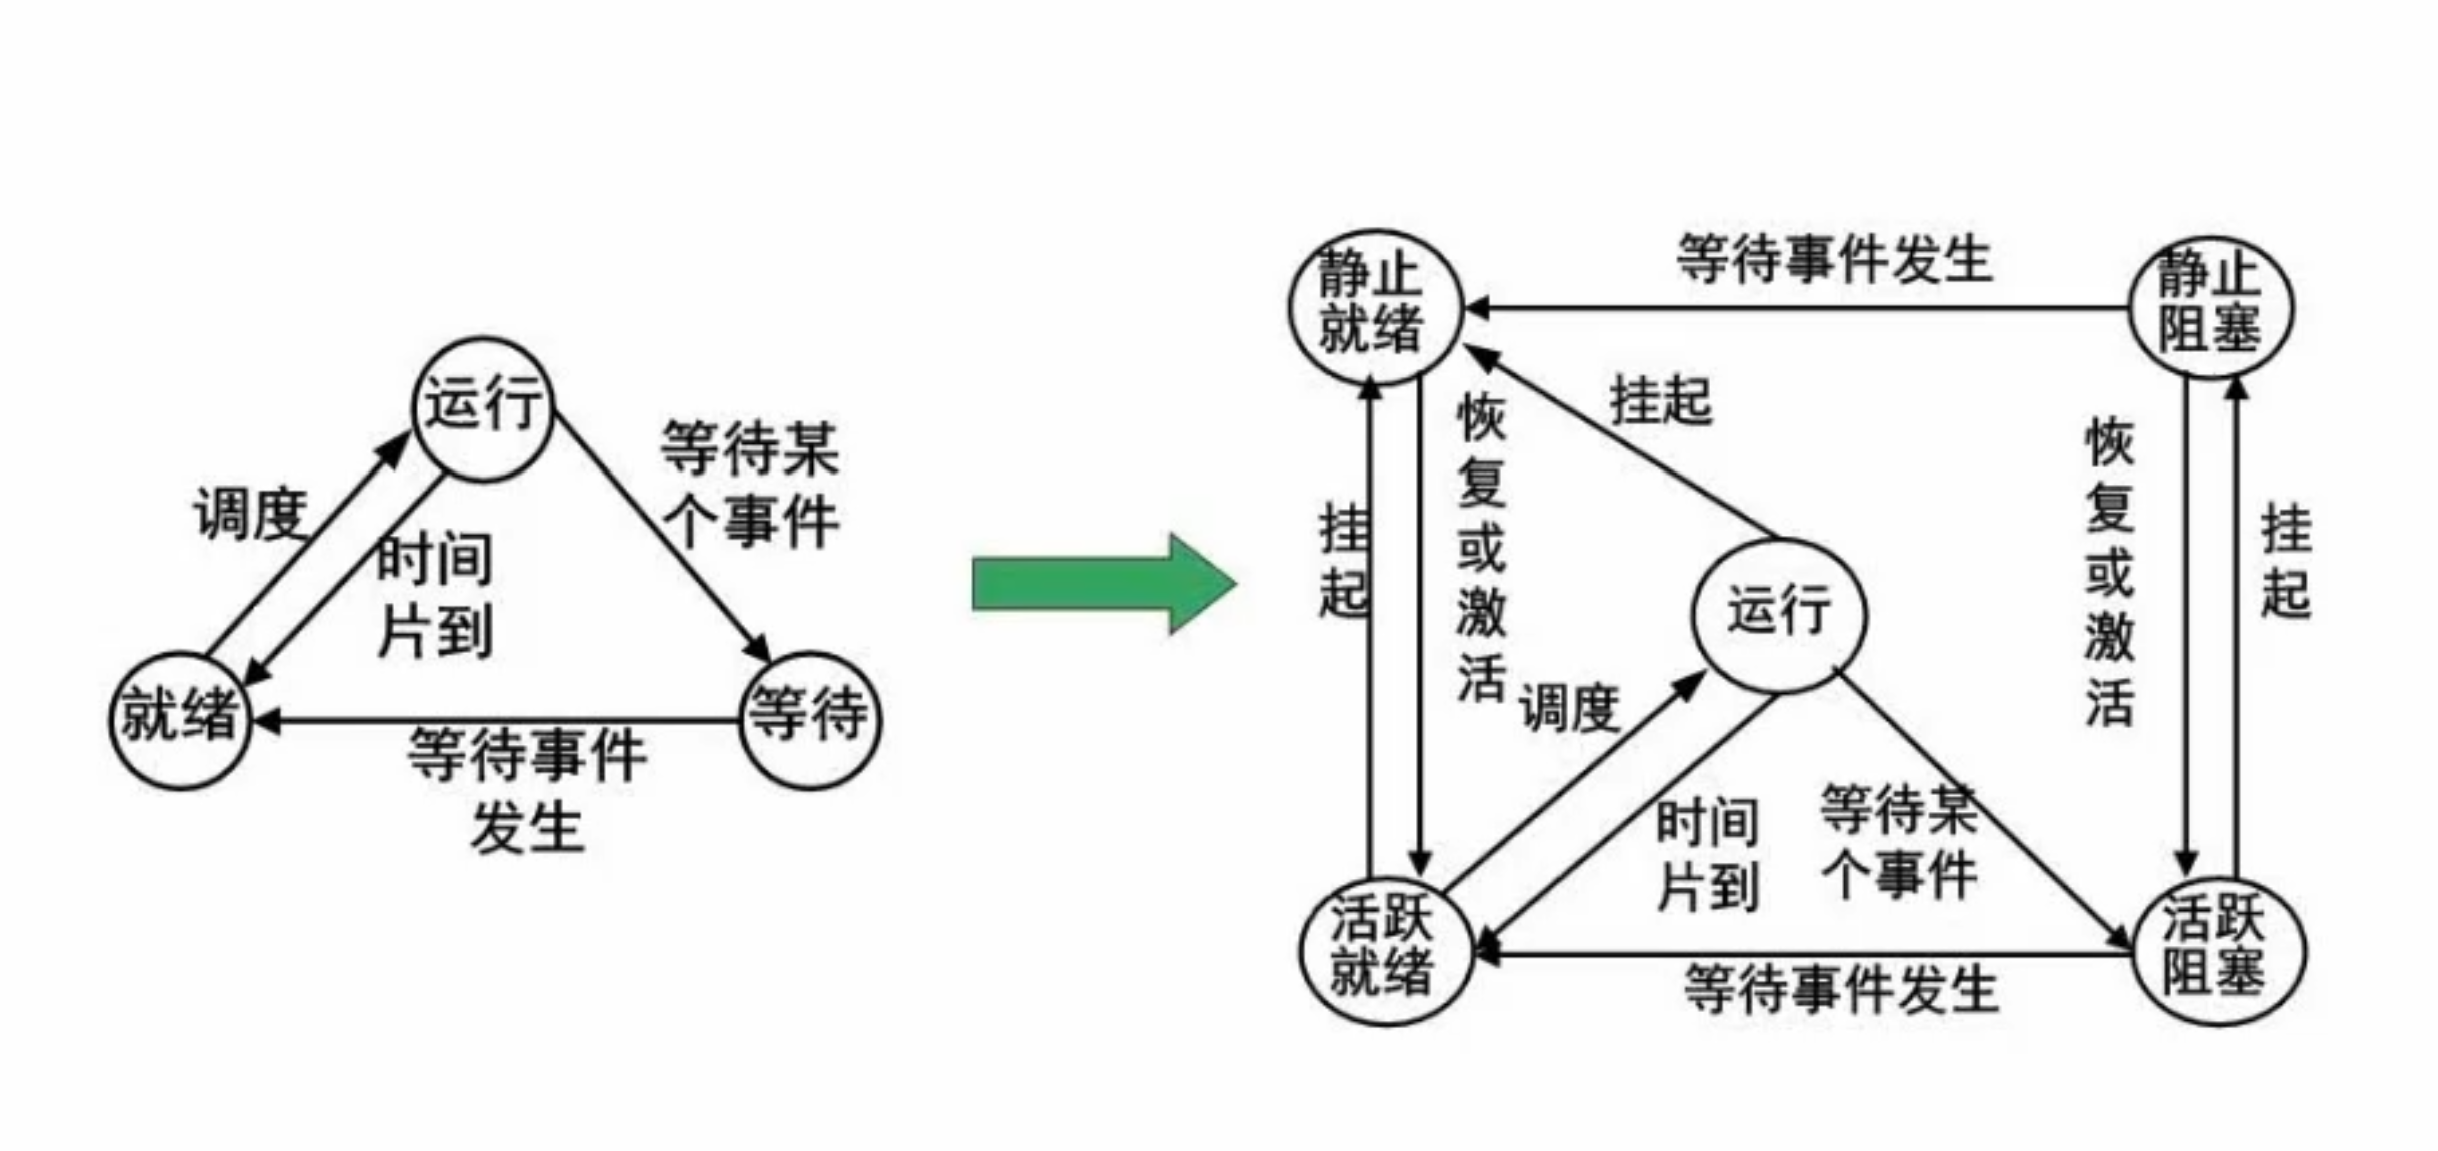 运行
调度
等待某
个事件
时间
片到
就绪
等待
等待事件
发生
静止
就绪
等待事件发生
静止
阻塞
挂起
挂起
恢复或激活
恢复或激活
挂起
运行
调度
时间
片到
等待某
个事件
活跃
就绪
活跃
阻塞
等待事件发生